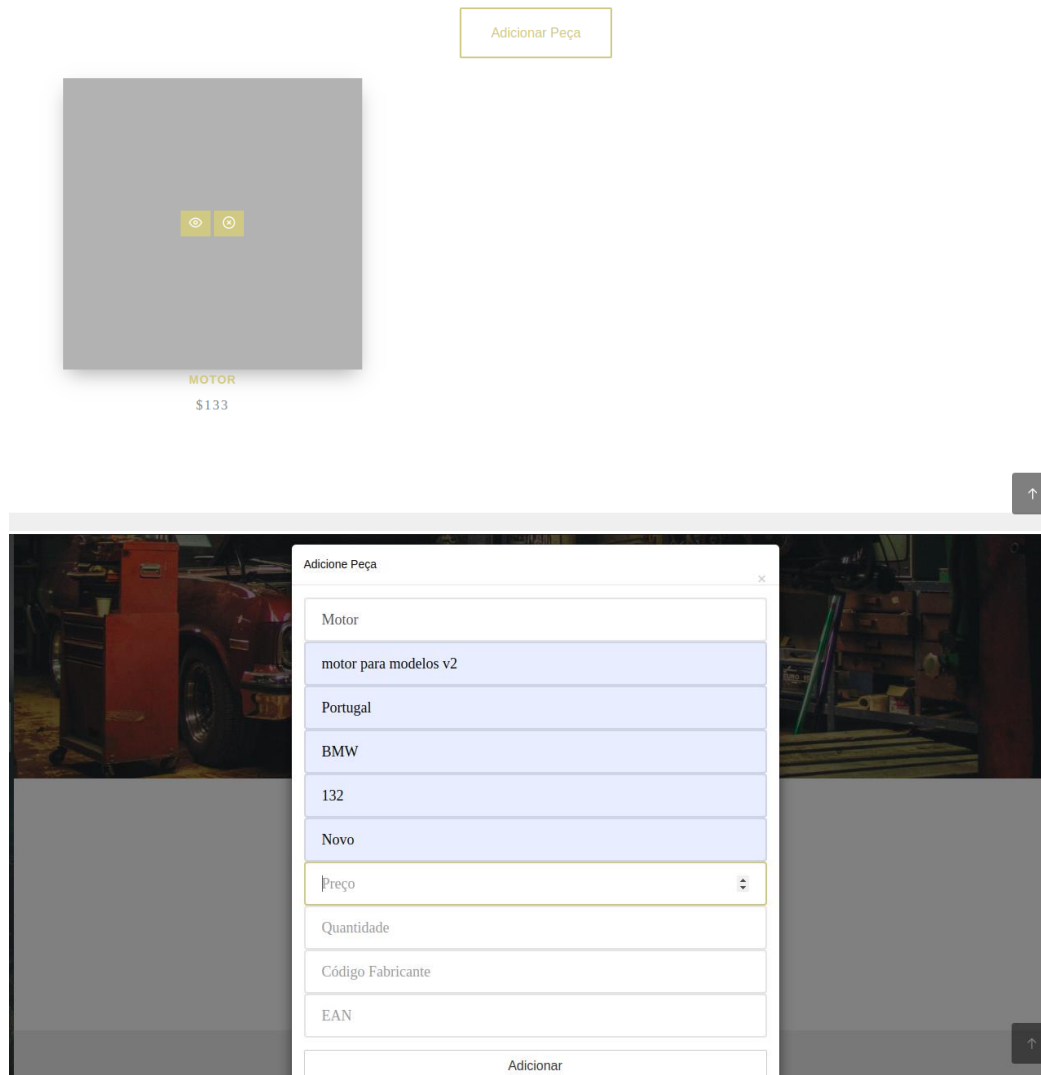 Adicionar Peça
MOTOR
$133
Adicione Peça
×
Motor
motor para modelos v2
Portugal
BMW
132
Novo
Preço
Quantidade
Código Fabricante
EAN
Adicionar